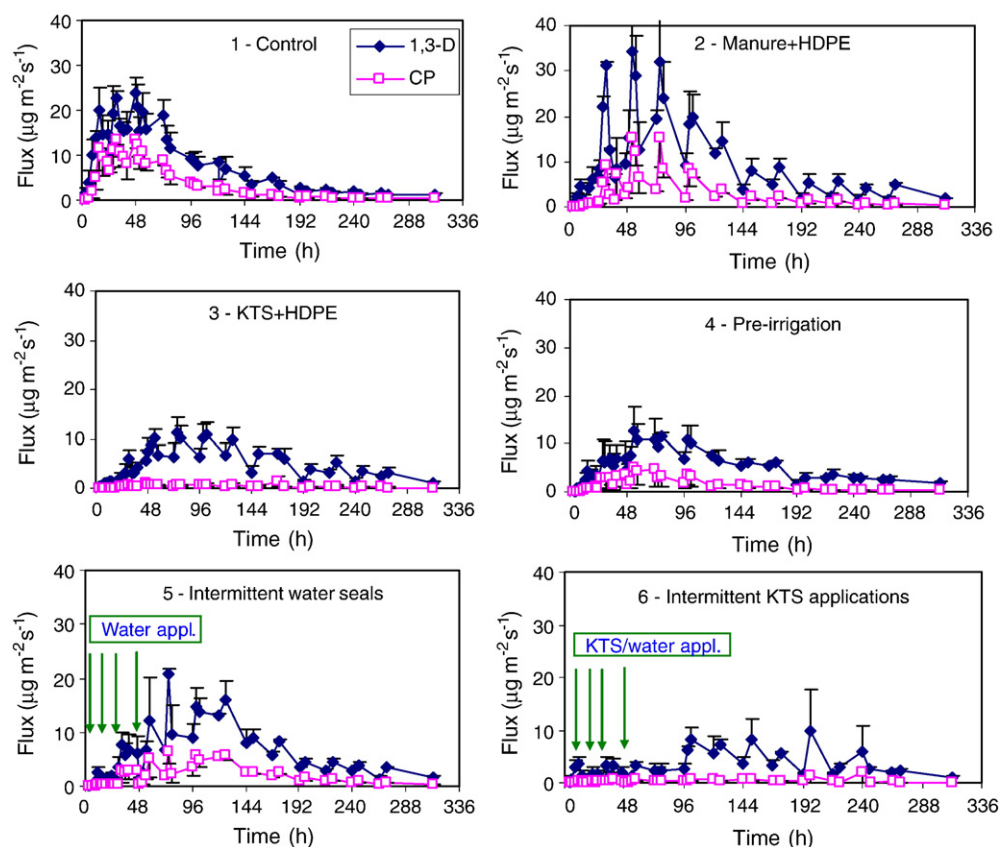 1 - Control
1,3-D
CP
Flux (µg m⁻²s⁻¹)
40
30
20
10
0
0 48 96 144 192 240 288 336
Time (h)
2 - Manure+HDPE
Flux (µg m⁻²s⁻¹)
40
30
20
10
0
0 48 96 144 192 240 288 336
Time (h)
3 - KTS+HDPE
Flux (µg m⁻²s⁻¹)
40
30
20
10
0
0 48 96 144 192 240 288 336
Time (h)
4 - Pre-irrigation
Flux (µg m⁻²s⁻¹)
40
30
20
10
0
0 48 96 144 192 240 288 336
Time (h)
5 - Intermittent water seals
Water appl.
Flux (µg m⁻²s⁻¹)
40
30
20
10
0
0 48 96 144 192 240 288 336
Time (h)
6 - Intermittent KTS applications
KTS/water appl.
Flux (µg m⁻²s⁻¹)
40
30
20
10
0
0 48 96 144 192 240 288 336
Time (h)